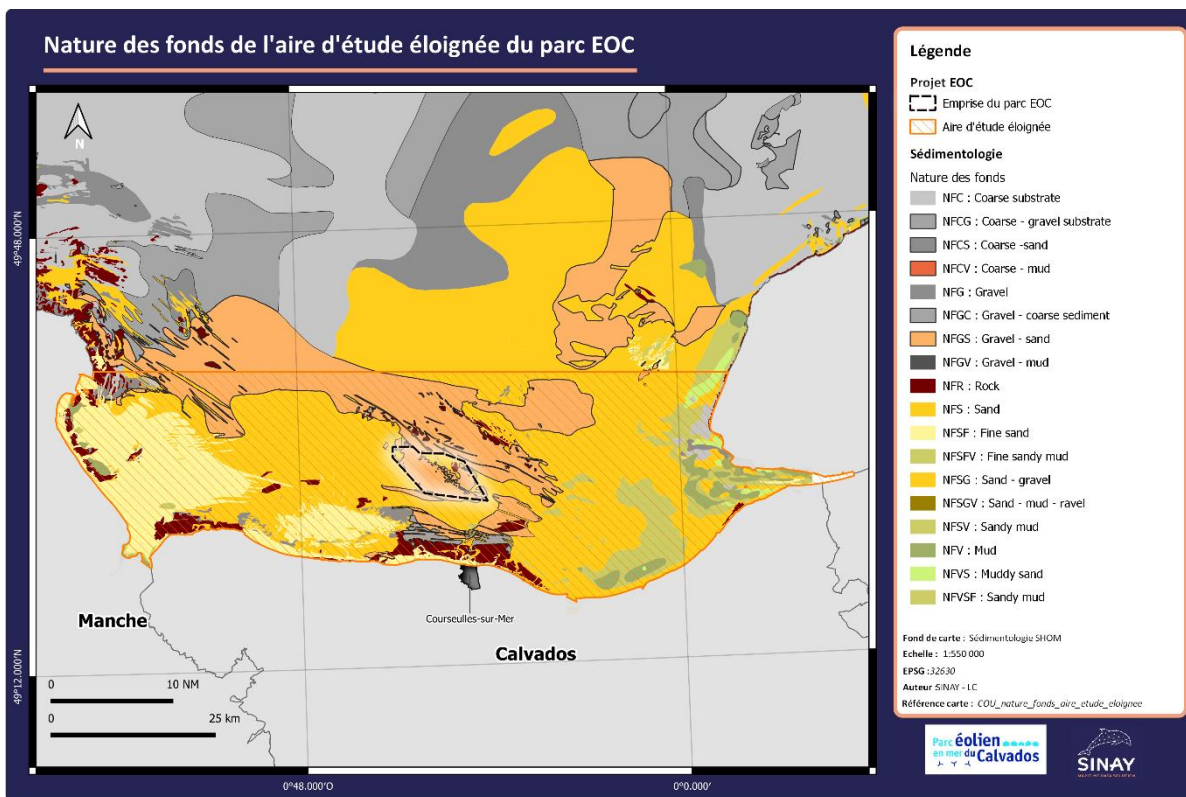 Nature des fonds de l'aire d'étude éloignée du parc EOC
N
49°48.000'N
49°12.000'N
Manche
Calvados
Courseulles-sur-Mer
0 10 NM
0 25 km
0°48.000'O
0°0.000'
Légende
Projet EOC
Emprise du parc EOC
Aire d'étude éloignée
Sédimentologie
Nature des fonds
NFC : Coarse substrate
NFCG : Coarse - gravel substrate
NFCS : Coarse -sand
NFCV : Coarse - mud
NFG : Gravel
NFGC : Gravel - coarse sediment
NFGS : Gravel - sand
NFGV : Gravel - mud
NFR : Rock
NFS : Sand
NFSF : Fine sand
NFSFV : Fine sandy mud
NFSG : Sand - gravel
NFSGV : Sand - mud - ravel
NFSV : Sandy mud
NFV : Mud
NFVS : Muddy sand
NFVSF : Sandy mud
Fond de carte : Sédimentologie SHOM
Echelle : 1:550 000
EPSG :32630
Auteur :SINAY - LC
Référence carte : COU_nature_fonds_aire_etude_eloignee
Parc éolien
en mer du Calvados
SINAY